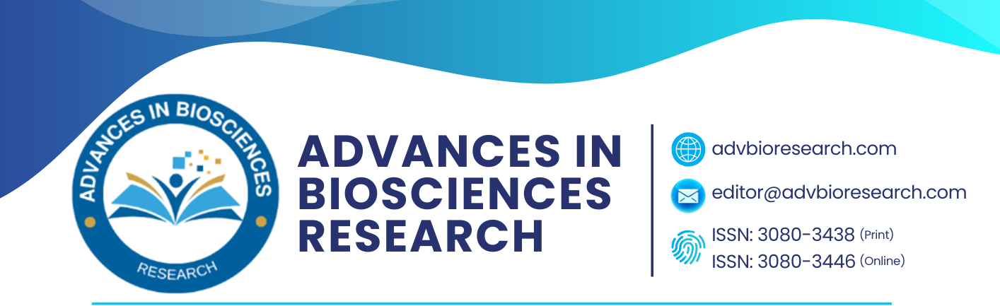 ADVANCES IN BIOSCIENCES
RESEARCH
ADVANCES IN
BIOSCIENCES
RESEARCH
advbioresearch.com
editor@advbioresearch.com
ISSN: 3080-3438 (Print)
ISSN: 3080-3446 (Online)